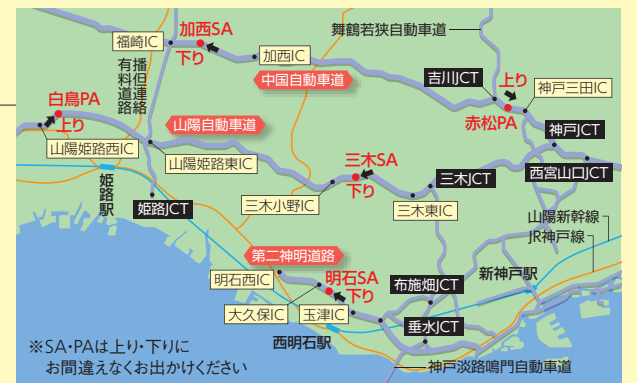 加西SA
下り
福崎IC
加西IC
舞鶴若狭自動車道
播但連絡
有料道路
中国自動車道
吉川JCT
上り
赤松PA
神戸三田IC
白鳥PA
上り
山陽自動車道
神戸JCT
山陽姫路西IC
山陽姫路東IC
三木SA
下り
三木JCT
西宮山口JCT
姫路駅
姫路JCT
三木小野IC
三木東IC
山陽新幹線
JR神戸線
第二神明道路
明石西IC
明石SA
下り
布施畑JCT
新神戸駅
大久保IC
玉津IC
西明石駅
垂水JCT
神戸淡路鳴門自動車道
※SA・PAは上り・下りに
お間違えなくお出かけください